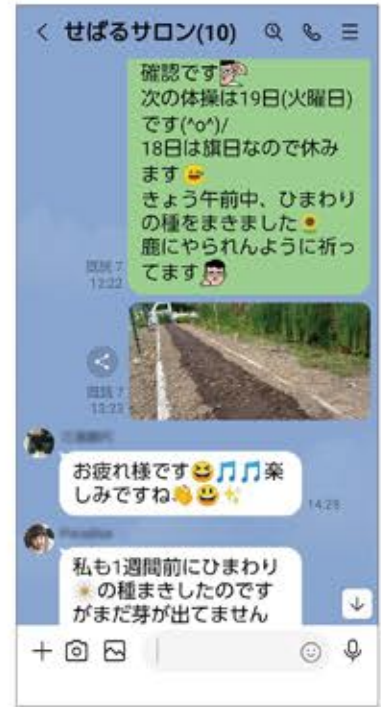 せばるサロン(10)
確認です
次の体操は19日(火曜日)
です(^o^)/
18日は旗日なので休み
ます
きょう午前中、ひまわり
の種をまきました
鹿にやられんように祈っ
てます
既読 7
13:22
既読 7
13:23
お疲れ様です😆🎵🎵楽
しみですね👋😃✨
14:28
私も1週間前にひまわり
の種まきしたのです
がまだ芽が出てません